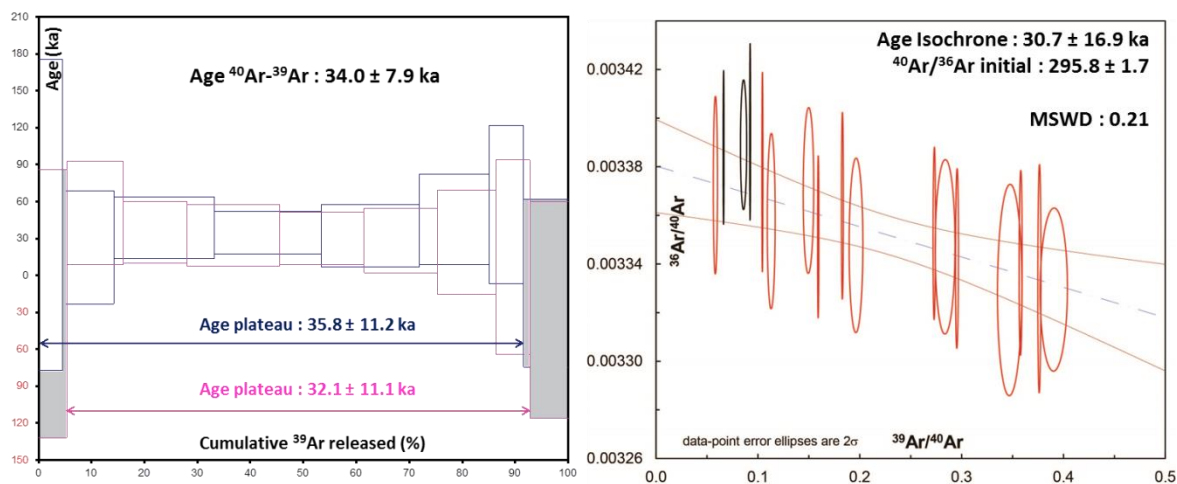 210
180
150
120
90
60
30
0
30
60
90
120
150
Age (ka)
Age ⁴⁰Ar-³⁹Ar : 34.0 ± 7.9 ka
Age plateau : 35.8 ± 11.2 ka
Age plateau : 32.1 ± 11.1 ka
Cumulative ³⁹Ar released (%)
0 10 20 30 40 50 60 70 80 90 100
Age Isochrone : 30.7 ± 16.9 ka
⁴⁰Ar/³⁶Ar initial : 295.8 ± 1.7
MSWD : 0.21
0.00342
0.00338
0.00334
0.00330
0.00326
³⁶Ar/⁴⁰Ar
data-point error ellipses are 2σ ³⁹Ar/⁴⁰Ar
0.0 0.1 0.2 0.3 0.4 0.5